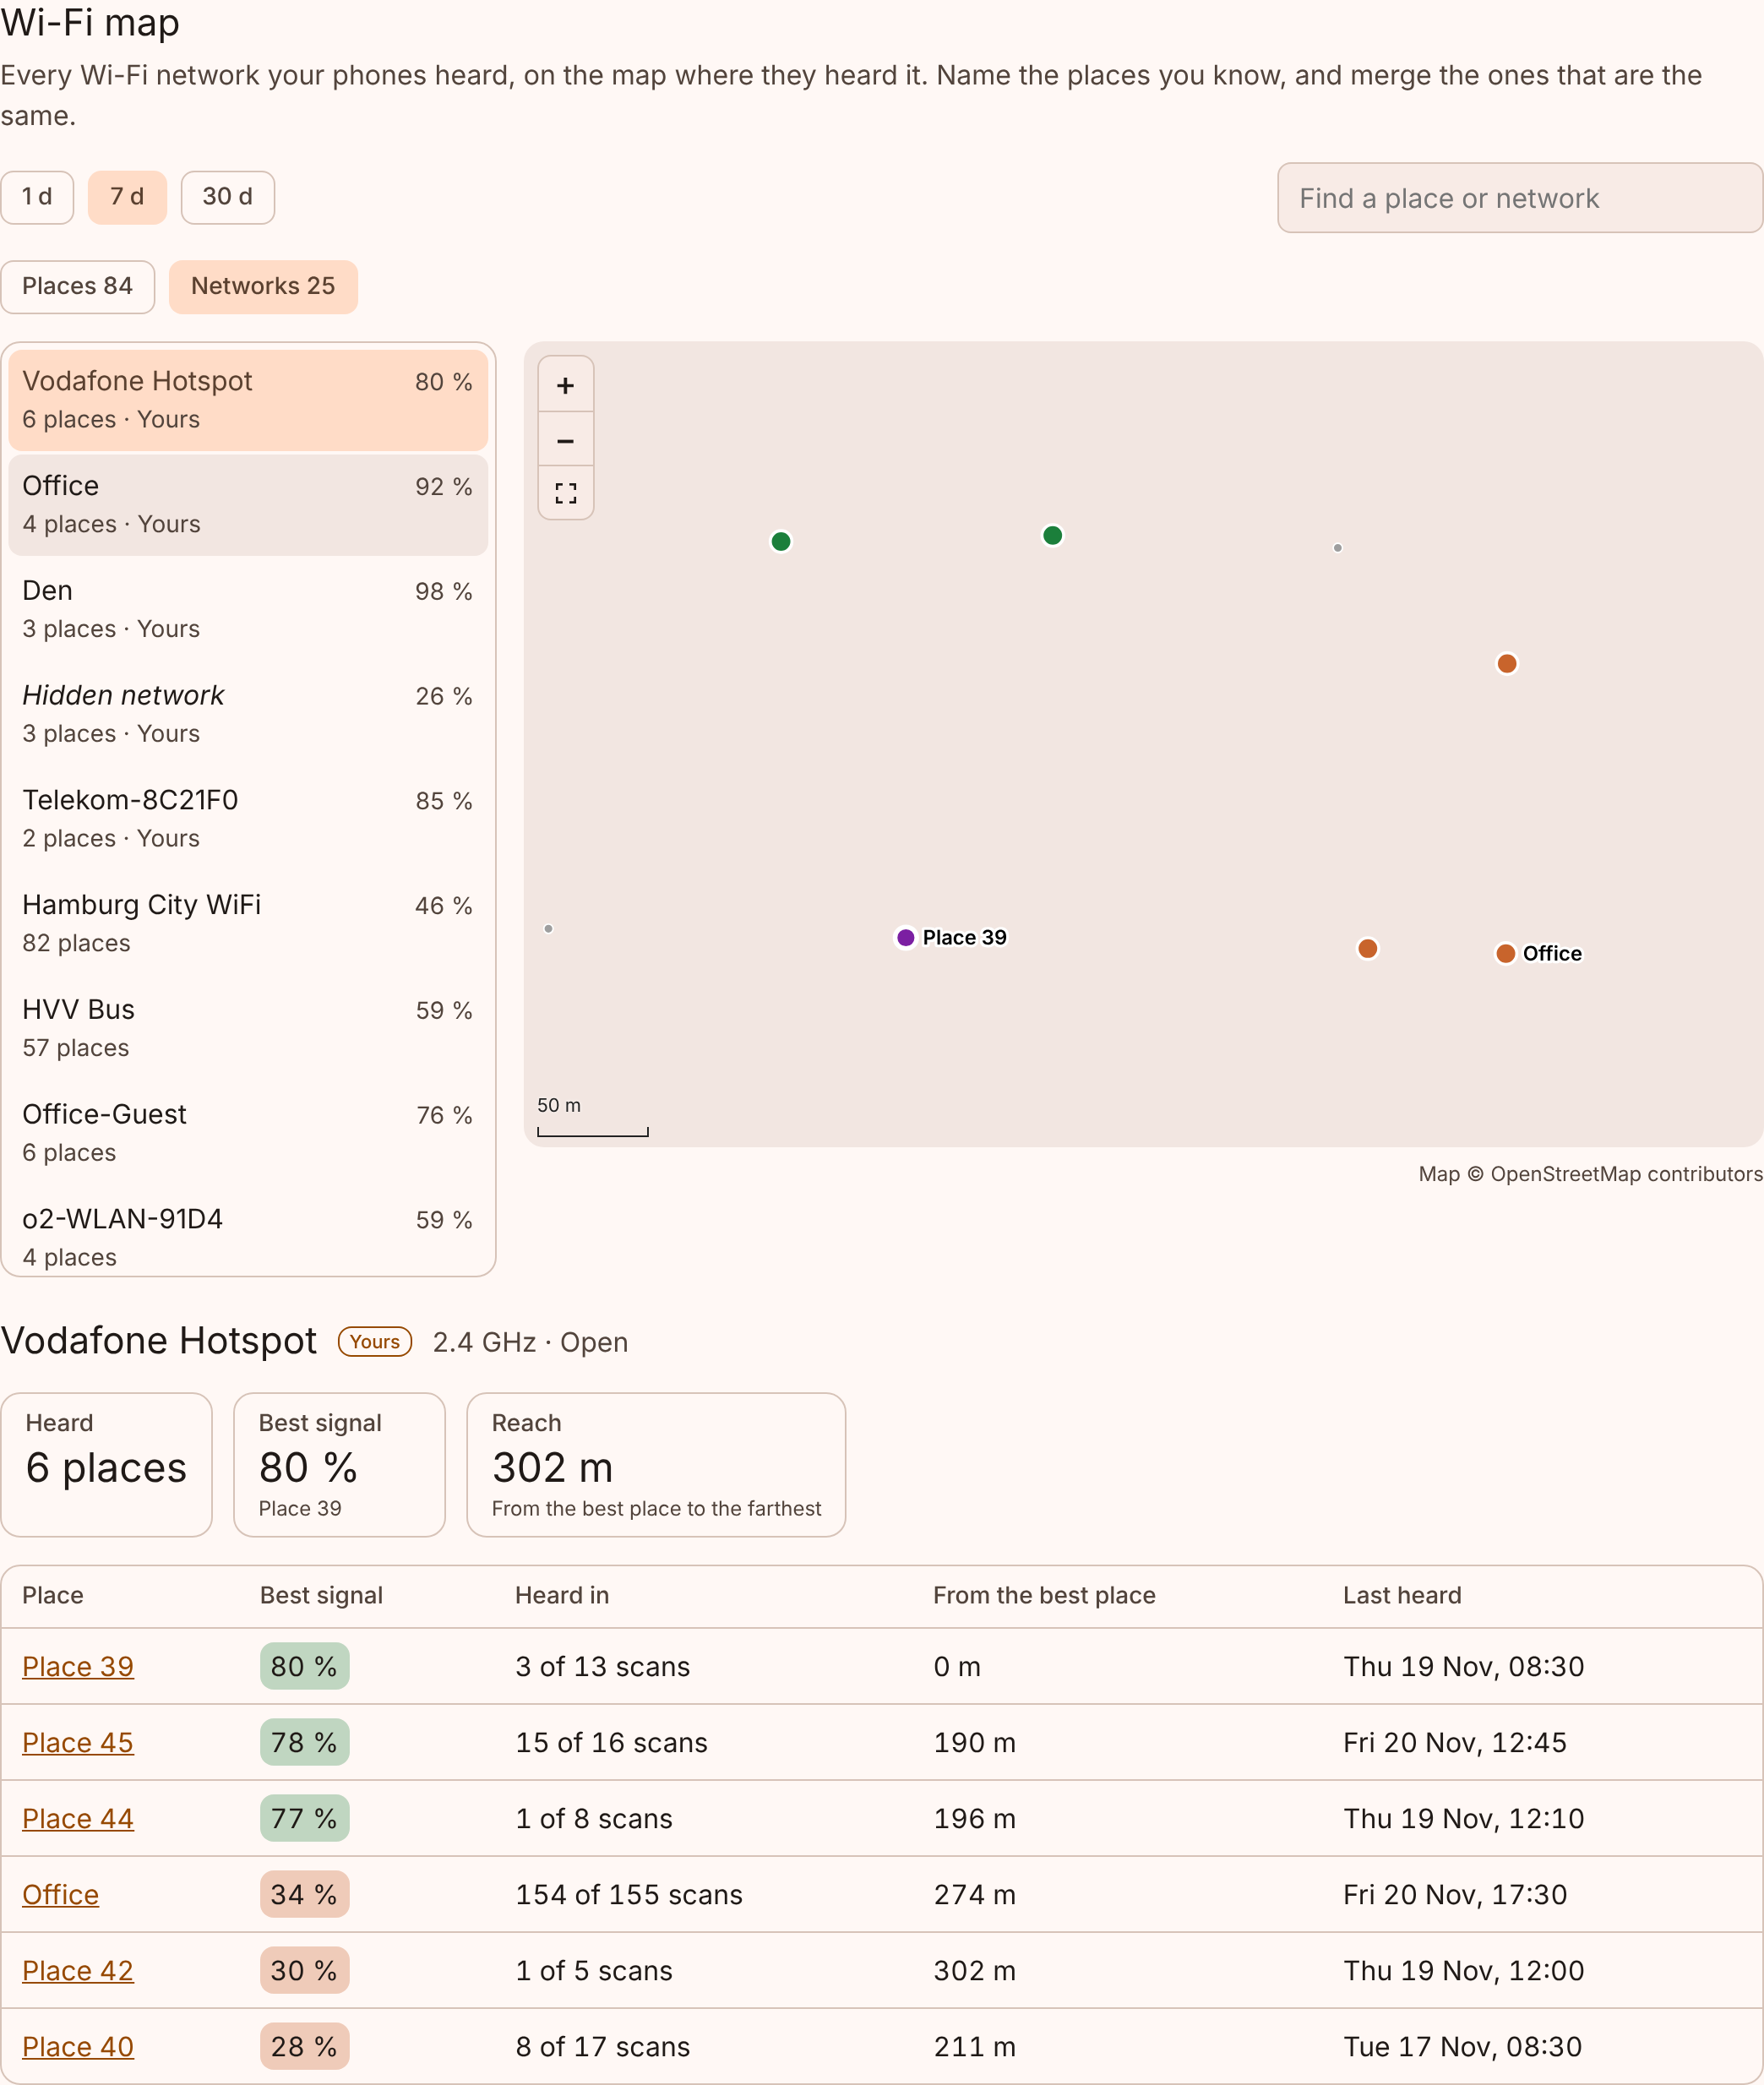 Wi-Fi map
Every Wi-Fi network your phones heard, on the map where they heard it. Name the places you know, and merge the ones that are the
same.
1 d
7 d
30 d
Find a place or network
Places 84
Networks 25
Vodafone Hotspot 80 %
6 places · Yours
Office 92 %
4 places · Yours
Den 98 %
3 places · Yours
Hidden network 26 %
3 places · Yours
Telekom-8C21F0 85 %
2 places · Yours
Hamburg City WiFi 46 %
82 places
HVV Bus 59 %
57 places
Office-Guest 76 %
6 places
o2-WLAN-91D4 59 %
4 places
+
−
Place 39
Office
50 m
Map © OpenStreetMap contributors
Vodafone Hotspot Yours 2.4 GHz · Open
Heard
6 places
Best signal
80 %
Place 39
Reach
302 m
From the best place to the farthest
Place Best signal Heard in From the best place Last heard
Place 39 80 % 3 of 13 scans 0 m Thu 19 Nov, 08:30
Place 45 78 % 15 of 16 scans 190 m Fri 20 Nov, 12:45
Place 44 77 % 1 of 8 scans 196 m Thu 19 Nov, 12:10
Office 34 % 154 of 155 scans 274 m Fri 20 Nov, 17:30
Place 42 30 % 1 of 5 scans 302 m Thu 19 Nov, 12:00
Place 40 28 % 8 of 17 scans 211 m Tue 17 Nov, 08:30